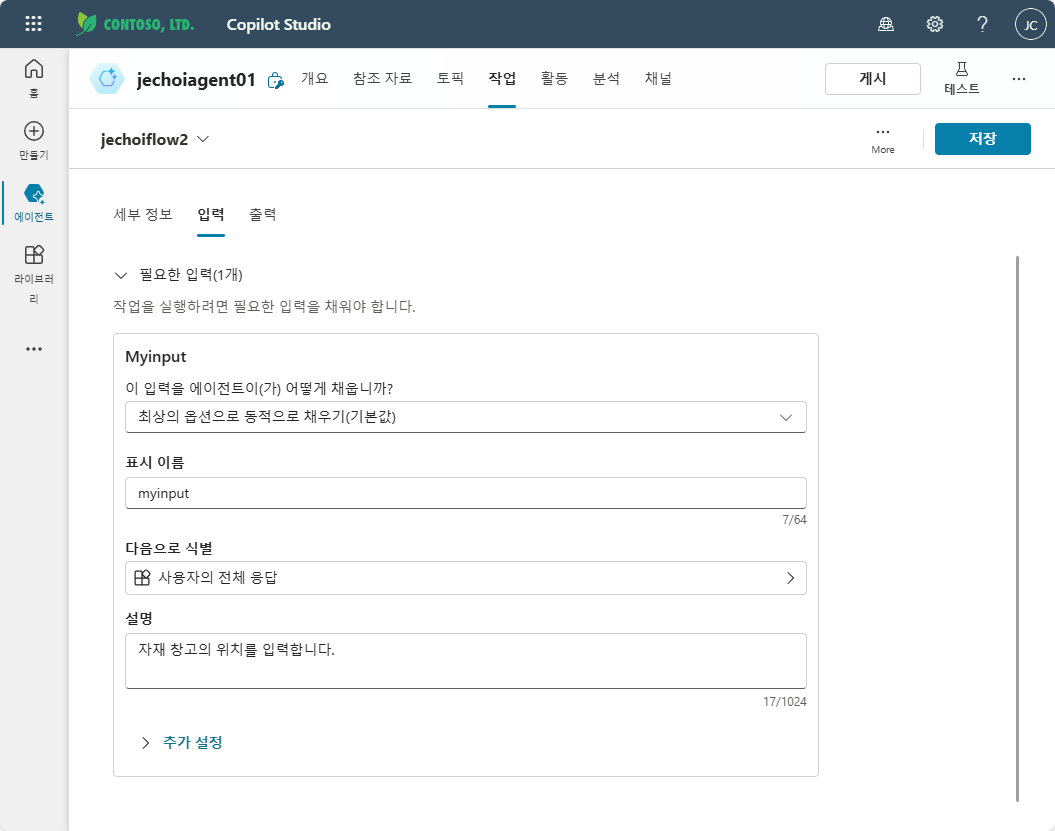 CONTOSO, LTD. Copilot Studio ? JC
홈
만들기
에이전트
라이브러
리
jechoiagent01 개요 참조 자료 토픽 작업 활동 분석 채널 게시 테스트
jechoiflow2 More 저장
세부 정보 입력 출력
필요한 입력(1개)
작업을 실행하려면 필요한 입력을 채워야 합니다.
Myinput
이 입력을 에이전트이(가) 어떻게 채웁니까?
최상의 옵션으로 동적으로 채우기(기본값)
표시 이름
myinput
7/64
다음으로 식별
사용자의 전체 응답
설명
자재 창고의 위치를 입력합니다.
17/1024
추가 설정